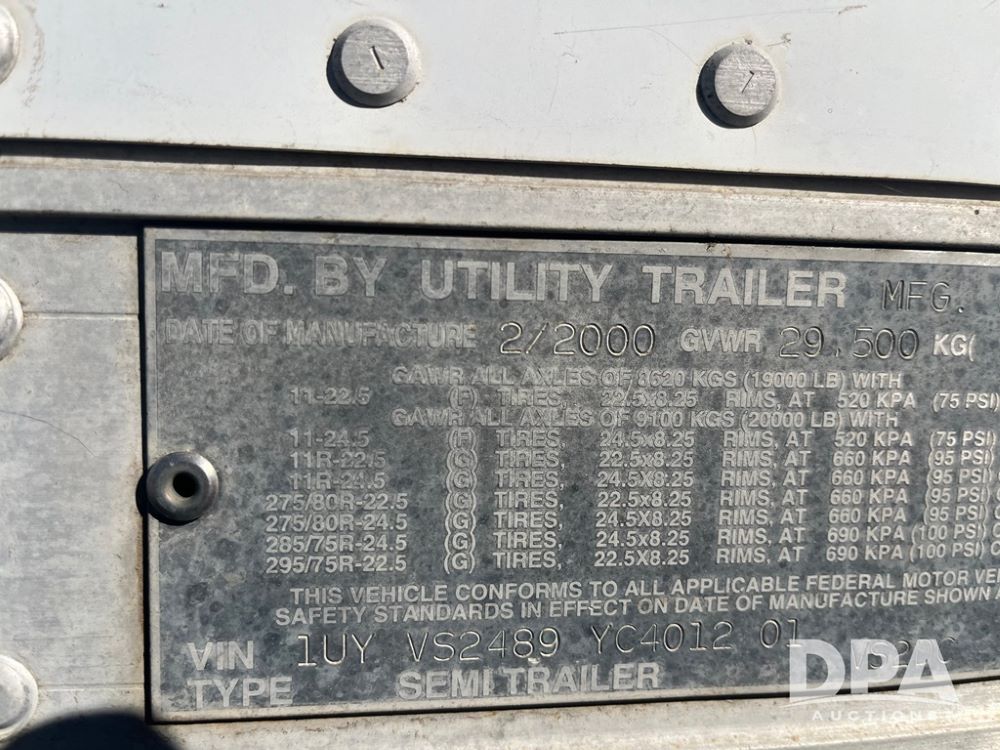 MFD. BY UTILITY TRAILER MFG.
DATE OF MANUFACTURE 2/2000 GVWR 29,500 KG(
GAWR ALL AXLES OF 8620 KGS (19000 LB) WITH
11-22.5 (F) TIRES, 22.5x8.25 RIMS, AT 520 KPA (75 PSI)
GAWR ALL AXLES OF 9100 KGS (20000 LB) WITH
11-24.5 (F) TIRES, 24.5x8.25 RIMS, AT 520 KPA (75 PSI)
11R-22.5 (G) TIRES, 22.5x8.25 RIMS, AT 660 KPA (95 PSI)
11R-24.5 (G) TIRES, 24.5x8.25 RIMS, AT 660 KPA (95 PSI)
275/80R-22.5 (G) TIRES, 22.5x8.25 RIMS, AT 660 KPA (95 PSI)
275/80R-24.5 (G) TIRES, 24.5X8.25 RIMS, AT 660 KPA (95 PSI)
285/75R-24.5 (G) TIRES, 24.5x8.25 RIMS, AT 690 KPA (100 PSI)
295/75R-22.5 (G) TIRES, 22.5X8.25 RIMS, AT 690 KPA (100 PSI)
THIS VEHICLE CONFORMS TO ALL APPLICABLE FEDERAL MOTOR VE
SAFETY STANDARDS IN EFFECT ON DATE OF MANUFACTURE SHOWN
VIN 1UY VS2489 YC4012 01
TYPE SEMITRAILER
DPA
AUCTIONS